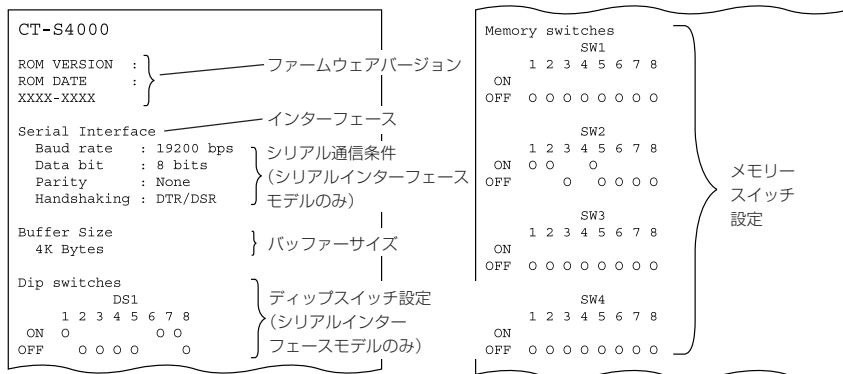 CT-S4000
ROM VERSION :
ROM DATE :
XXXX-XXXX
ファームウェアバージョン
Serial Interface
インターフェース
Baud rate : 19200 bps
Data bit : 8 bits
Parity : None
Handshaking : DTR/DSR
シリアル通信条件
(シリアルインターフェース
モデルのみ)
Buffer Size
4K Bytes
バッファーサイズ
Dip switches
DS1
1 2 3 4 5 6 7 8
ON O O O
OFF O O O O O
ディップスイッチ設定
(シリアルインター
フェースモデルのみ)
Memory switches
SW1
1 2 3 4 5 6 7 8
ON
OFF O O O O O O O O
SW2
1 2 3 4 5 6 7 8
ON O O O
OFF O O O O O
SW3
1 2 3 4 5 6 7 8
ON
OFF O O O O O O O O
SW4
1 2 3 4 5 6 7 8
ON
OFF O O O O O O O O
メモリー
スイッチ
設定